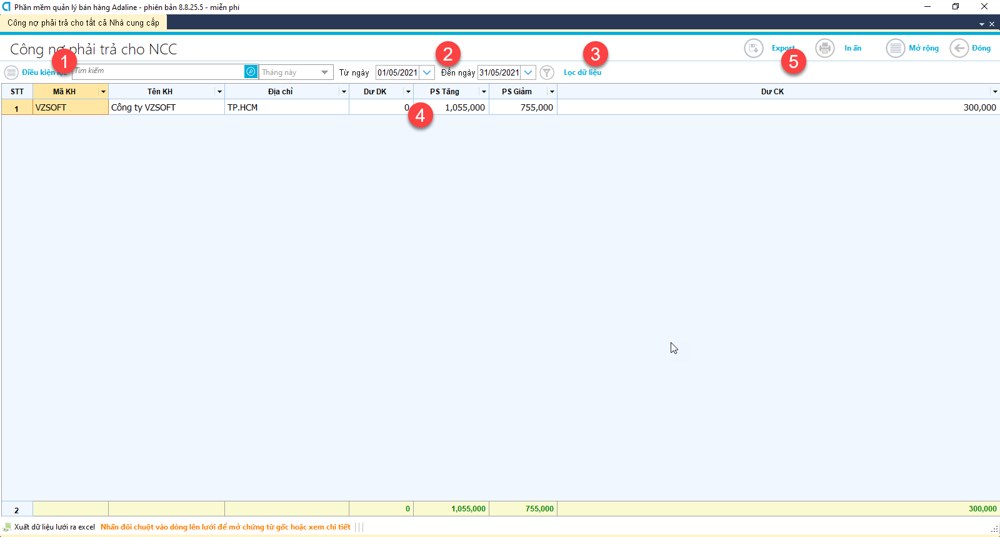 Phần mềm quản lý bán hàng Adaline - phiên bản 8.8.25.5 - miễn phí
Công nợ phải trả cho tất cả Nhà cung cấp
Công nợ phải trả cho NCC
Export
In ấn
Mở rộng
Đóng
1
2
3
5
Điều kiện lọc
Tìm kiếm
Tháng này
Từ ngày
01/05/2021
Đến ngày
31/05/2021
Lọc dữ liệu
STT Mã KH Tên KH Địa chỉ Dư DK PS Tăng PS Giảm Dư CK
1 VZSOFT Công ty VZSOFT TP.HCM 0 1,055,000 755,000 300,000
4
2 0 1,055,000 755,000 300,000
Xuất dữ liệu lưới ra excel Nhấn đôi chuột vào dòng lên lưới để mở chứng từ gốc hoặc xem chi tiết